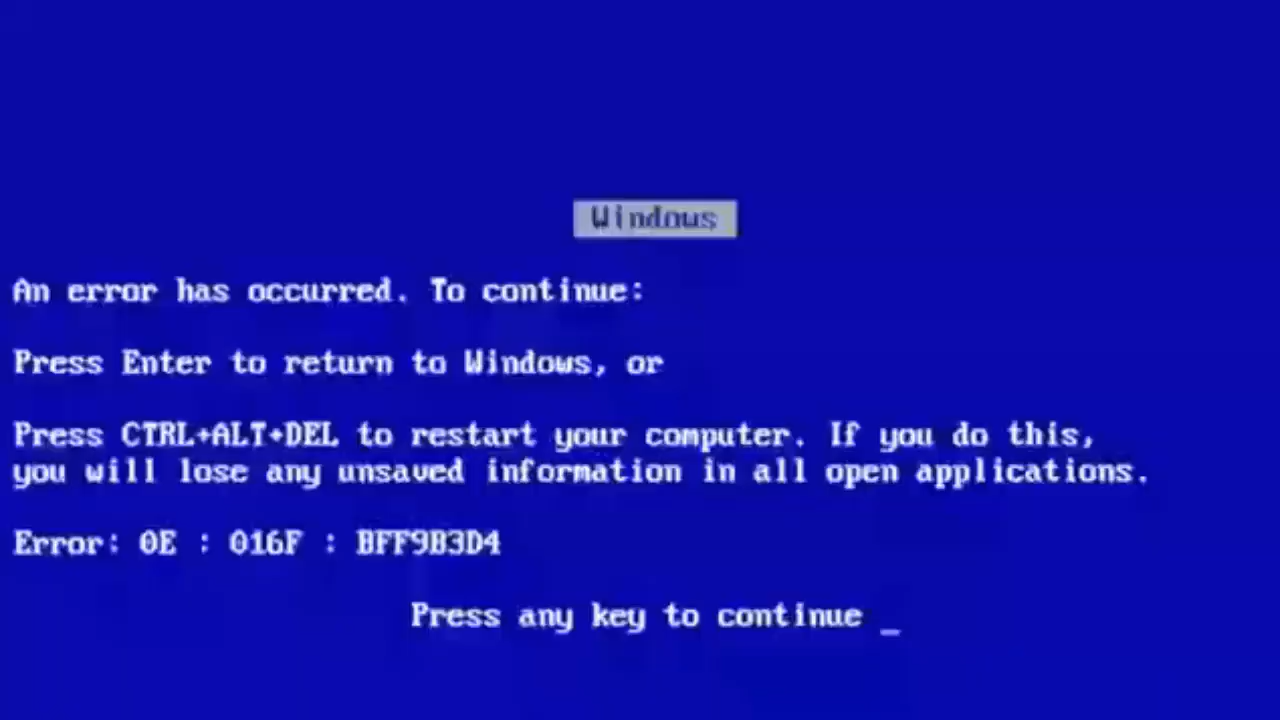 Windows
An error has occurred. To continue:
Press Enter to return to Windows, or
Press CTRL+ALT+DEL to restart your computer. If you do this,
you will lose any unsaved information in all open applications.
Error: 0E : 016F : BFF9B3D4
Press any key to continue _